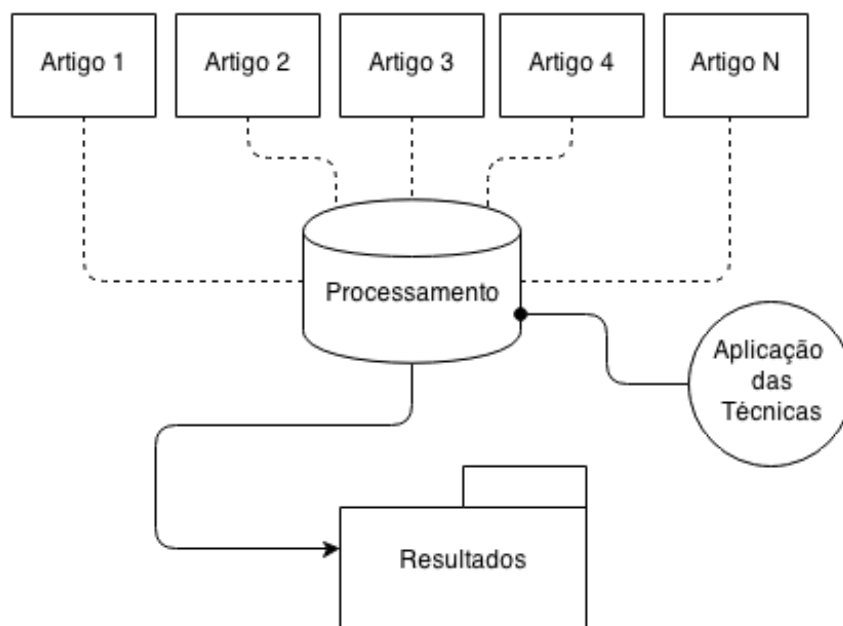 Artigo 1
Artigo 2
Artigo 3
Artigo 4
Artigo N
Processamento
Aplicação
das
Técnicas
Resultados